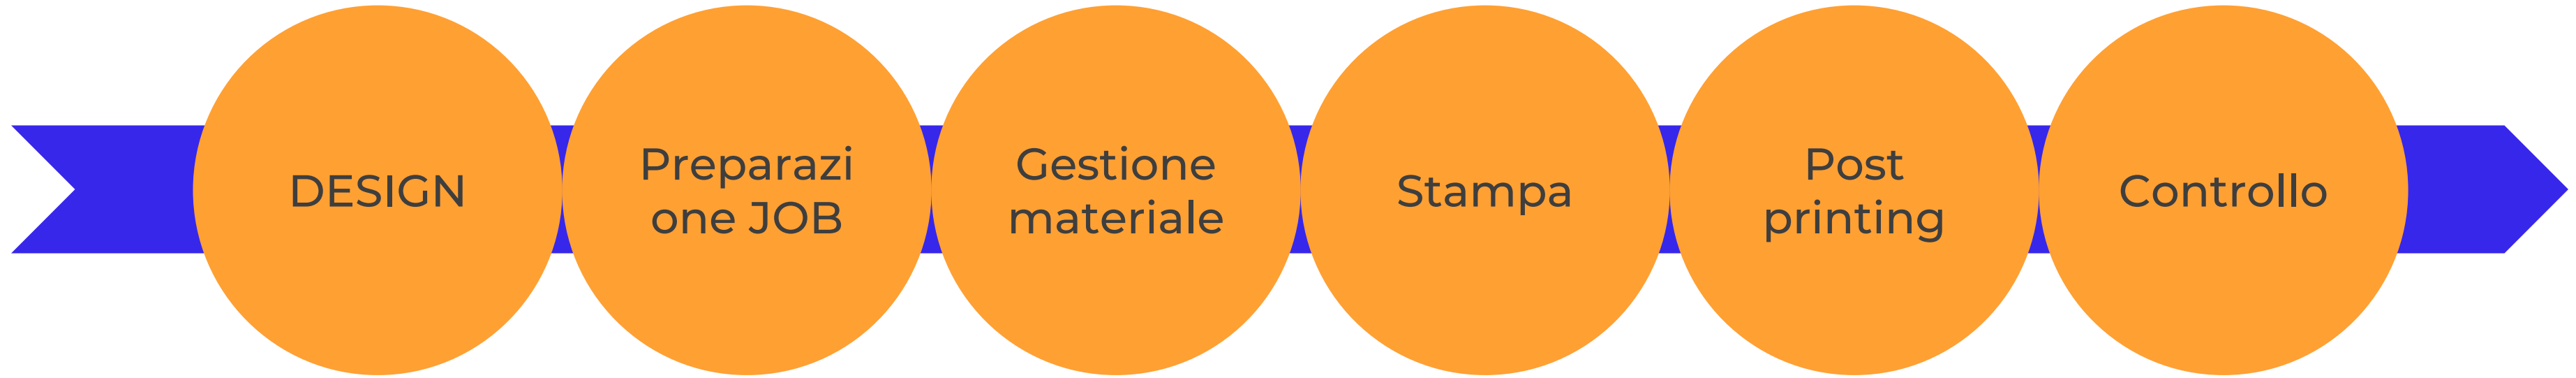 DESIGN
Preparazi
one JOB
Gestione
materiale
Stampa
Post
printing
Controllo